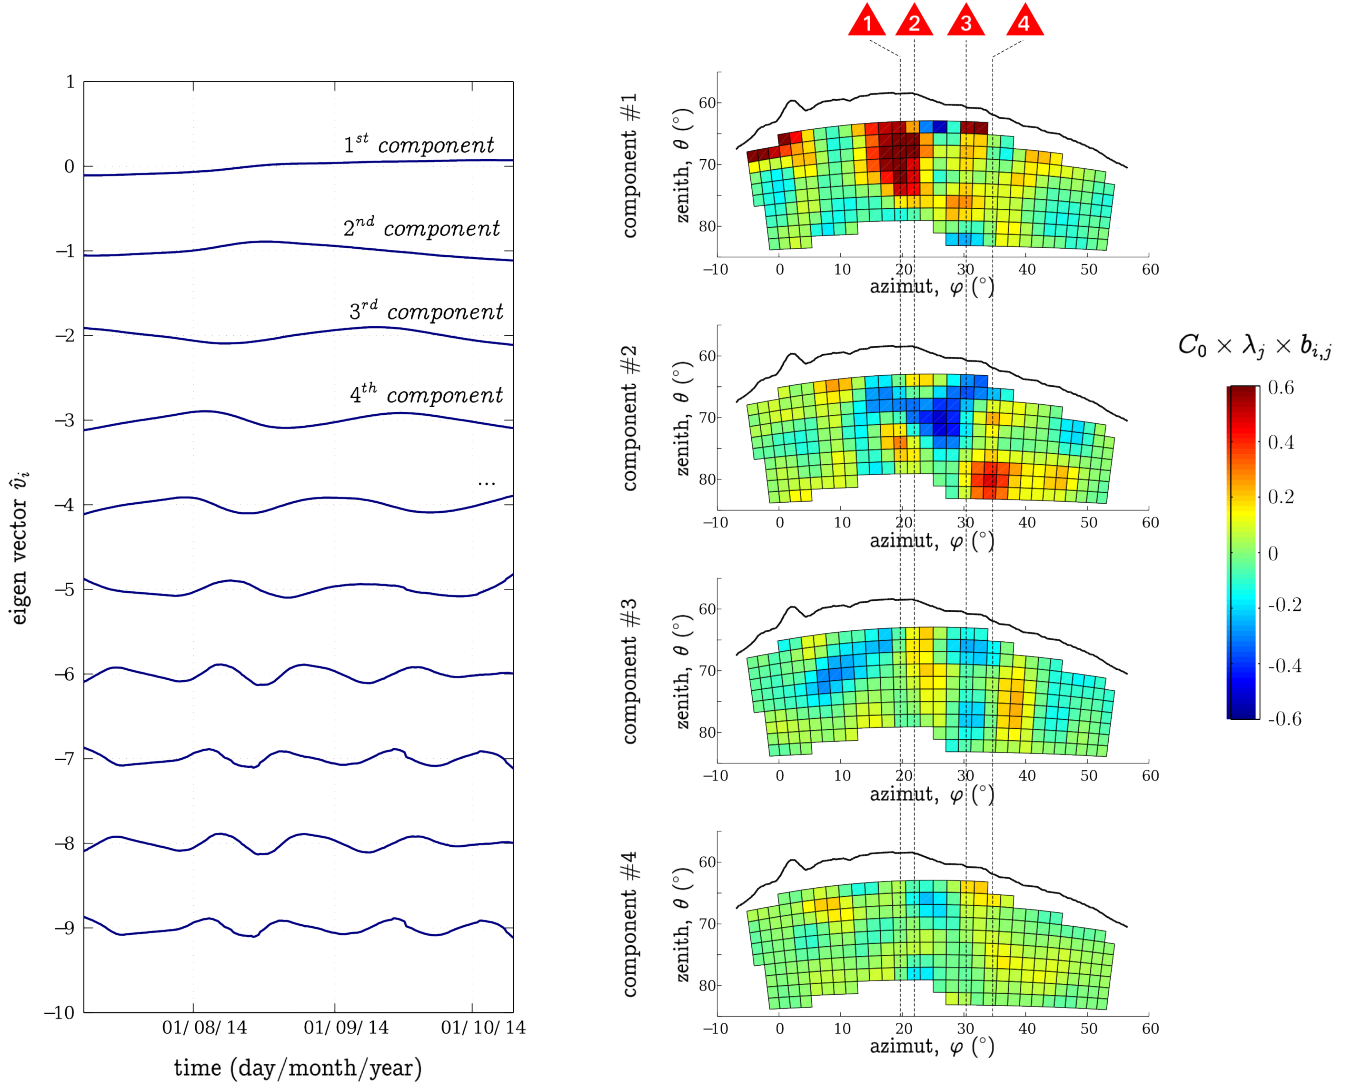 1 2 3 4
1
0
−1
−2
−3
−4
−5
−6
−7
−8
−9
−10
1st component
2nd component
3rd component
4th component
...
eigen vector v̂i
01/ 08/ 14 01/ 09/ 14 01/ 10/ 14
time (day/month/year)
component #1
zenith, θ (°)
60
70
80
−10 0 10 20 30 40 50 60
azimut, φ (°)
component #2
zenith, θ (°)
60
70
80
−10 0 10 20 30 40 50 60
azimut, φ (°)
component #3
zenith, θ (°)
60
70
80
−10 0 10 20 30 40 50 60
azimut, φ (°)
component #4
zenith, θ (°)
60
70
80
−10 0 10 20 30 40 50 60
azimut, φ (°)
C0 × λj × bi,j
0.6
0.4
0.2
0
-0.2
-0.4
-0.6